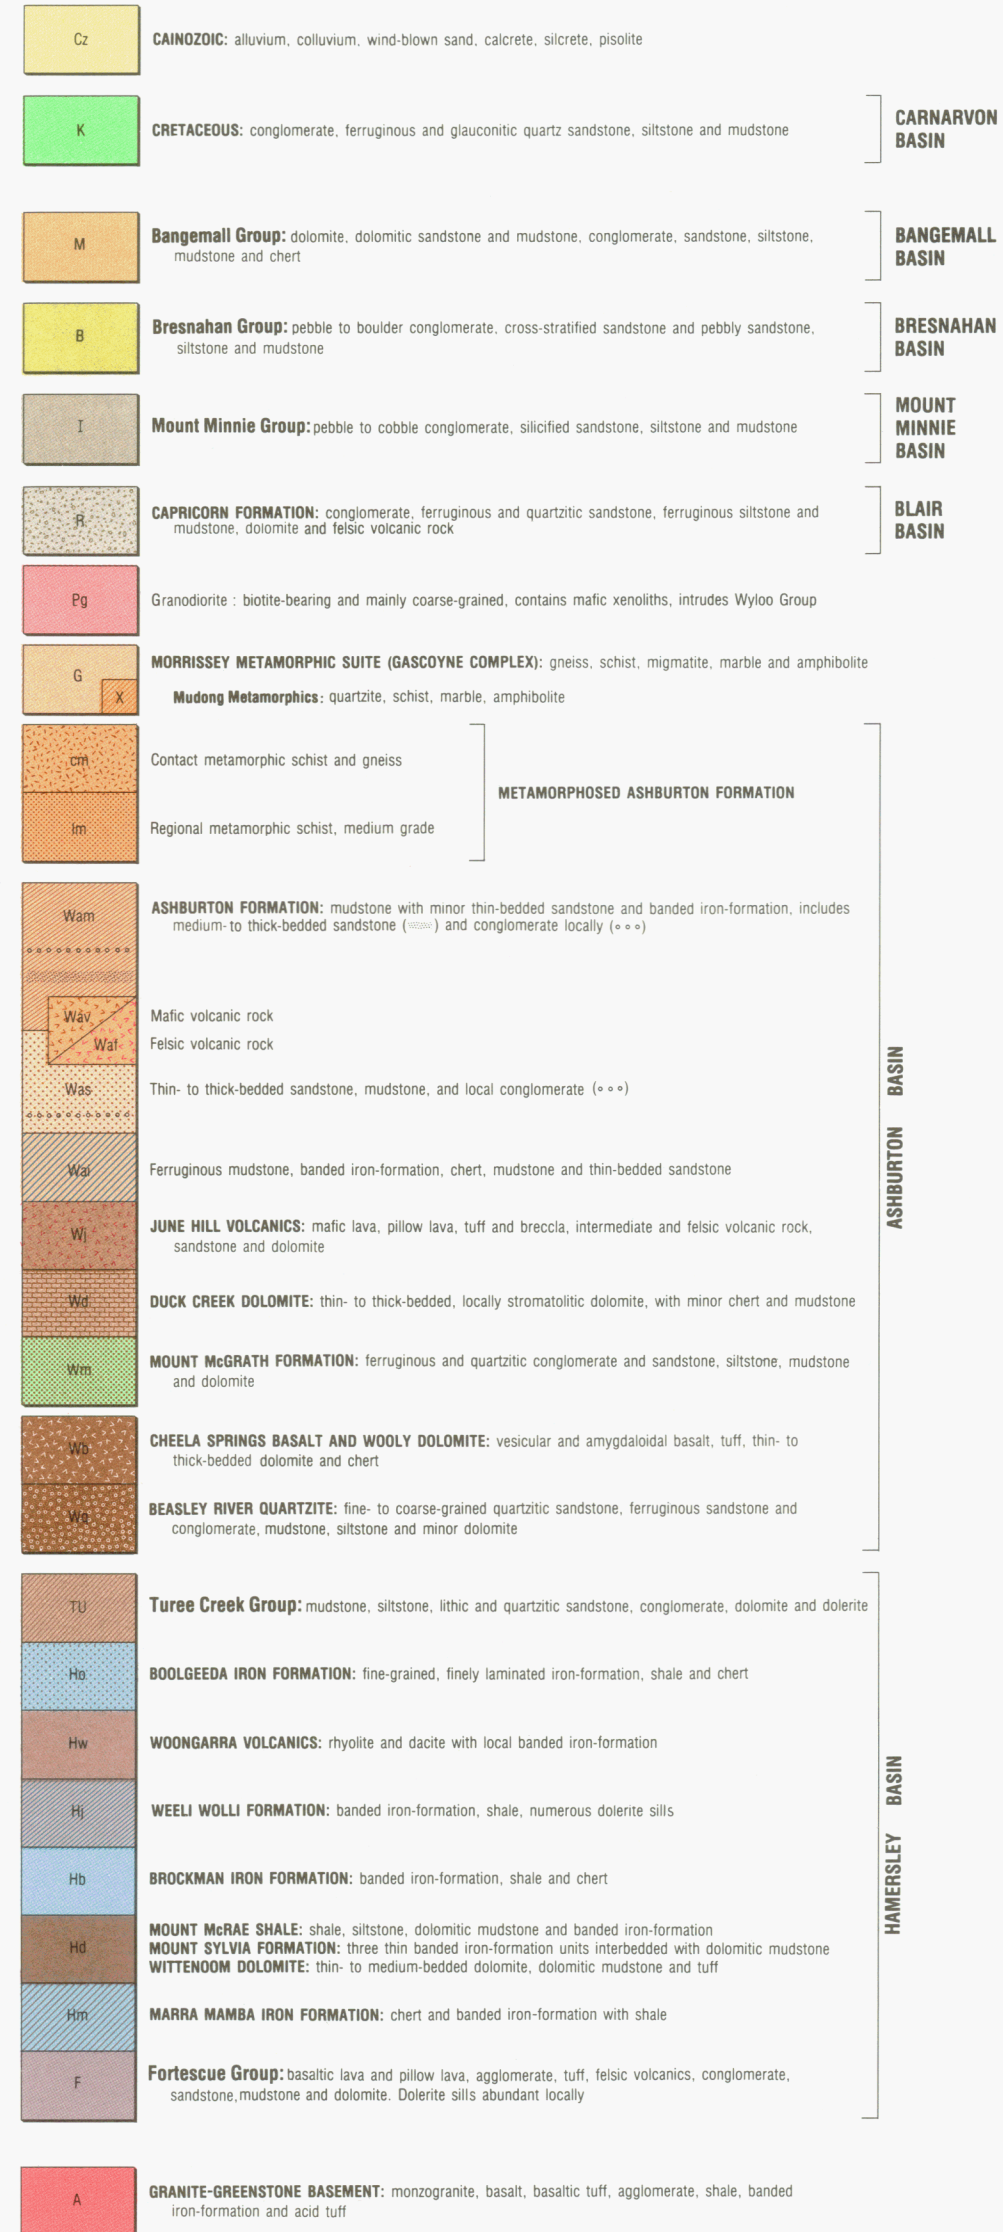 Cz
CAINOZOIC: alluvium, colluvium, wind-blown sand, calcrete, silcrete, pisolite
K
CRETACEOUS: conglomerate, ferruginous and glauconitic quartz sandstone, siltstone and mudstone
CARNARVON
BASIN
M
Bangemall Group: dolomite, dolomitic sandstone and mudstone, conglomerate, sandstone, siltstone,
mudstone and chert
BANGEMALL
BASIN
B
Bresnahan Group: pebble to boulder conglomerate, cross-stratified sandstone and pebbly sandstone,
siltstone and mudstone
BRESNAHAN
BASIN
I
Mount Minnie Group: pebble to cobble conglomerate, silicified sandstone, siltstone and mudstone
MOUNT
MINNIE
BASIN
R
CAPRICORN FORMATION: conglomerate, ferruginous and quartzitic sandstone, ferruginous siltstone and
mudstone, dolomite and felsic volcanic rock
BLAIR
BASIN
Pg
Granodiorite : biotite-bearing and mainly coarse-grained, contains mafic xenoliths, intrudes Wyloo Group
G
MORRISSEY METAMORPHIC SUITE (GASCOYNE COMPLEX): gneiss, schist, migmatite, marble and amphibolite
X
Mudong Metamorphics: quartzite, schist, marble, amphibolite
cm
Contact metamorphic schist and gneiss
lm
Regional metamorphic schist, medium grade
METAMORPHOSED ASHBURTON FORMATION
Wam
ASHBURTON FORMATION: mudstone with minor thin-bedded sandstone and banded iron-formation, includes
medium- to thick-bedded sandstone ( ) and conglomerate locally (∘∘∘)
Wav
Mafic volcanic rock
Waf
Felsic volcanic rock
Was
Thin- to thick-bedded sandstone, mudstone, and local conglomerate (∘∘∘)
Wai
Ferruginous mudstone, banded iron-formation, chert, mudstone and thin-bedded sandstone
Wj
JUNE HILL VOLCANICS: mafic lava, pillow lava, tuff and breccla, intermediate and felsic volcanic rock,
sandstone and dolomite
Wd
DUCK CREEK DOLOMITE: thin- to thick-bedded, locally stromatolitic dolomite, with minor chert and mudstone
Wm
MOUNT McGRATH FORMATION: ferruginous and quartzitic conglomerate and sandstone, siltstone, mudstone
and dolomite
Wb
CHEELA SPRINGS BASALT AND WOOLY DOLOMITE: vesicular and amygdaloidal basalt, tuff, thin- to
thick-bedded dolomite and chert
Wq
BEASLEY RIVER QUARTZITE: fine- to coarse-grained quartzitic sandstone, ferruginous sandstone and
conglomerate, mudstone, siltstone and minor dolomite
ASHBURTON BASIN
TU
Turee Creek Group: mudstone, siltstone, lithic and quartzitic sandstone, conglomerate, dolomite and dolerite
Ho
BOOLGEEDA IRON FORMATION: fine-grained, finely laminated iron-formation, shale and chert
Hw
WOONGARRA VOLCANICS: rhyolite and dacite with local banded iron-formation
Hj
WEELI WOLLI FORMATION: banded iron-formation, shale, numerous dolerite sills
Hb
BROCKMAN IRON FORMATION: banded iron-formation, shale and chert
Hd
MOUNT McRAE SHALE: shale, siltstone, dolomitic mudstone and banded iron-formation
MOUNT SYLVIA FORMATION: three thin banded iron-formation units interbedded with dolomitic mudstone
WITTENOOM DOLOMITE: thin- to medium-bedded dolomite, dolomitic mudstone and tuff
Hm
MARRA MAMBA IRON FORMATION: chert and banded iron-formation with shale
F
Fortescue Group: basaltic lava and pillow lava, agglomerate, tuff, felsic volcanics, conglomerate,
sandstone, mudstone and dolomite. Dolerite sills abundant locally
HAMERSLEY BASIN
A
GRANITE-GREENSTONE BASEMENT: monzogranite, basalt, basaltic tuff, agglomerate, shale, banded
iron-formation and acid tuff